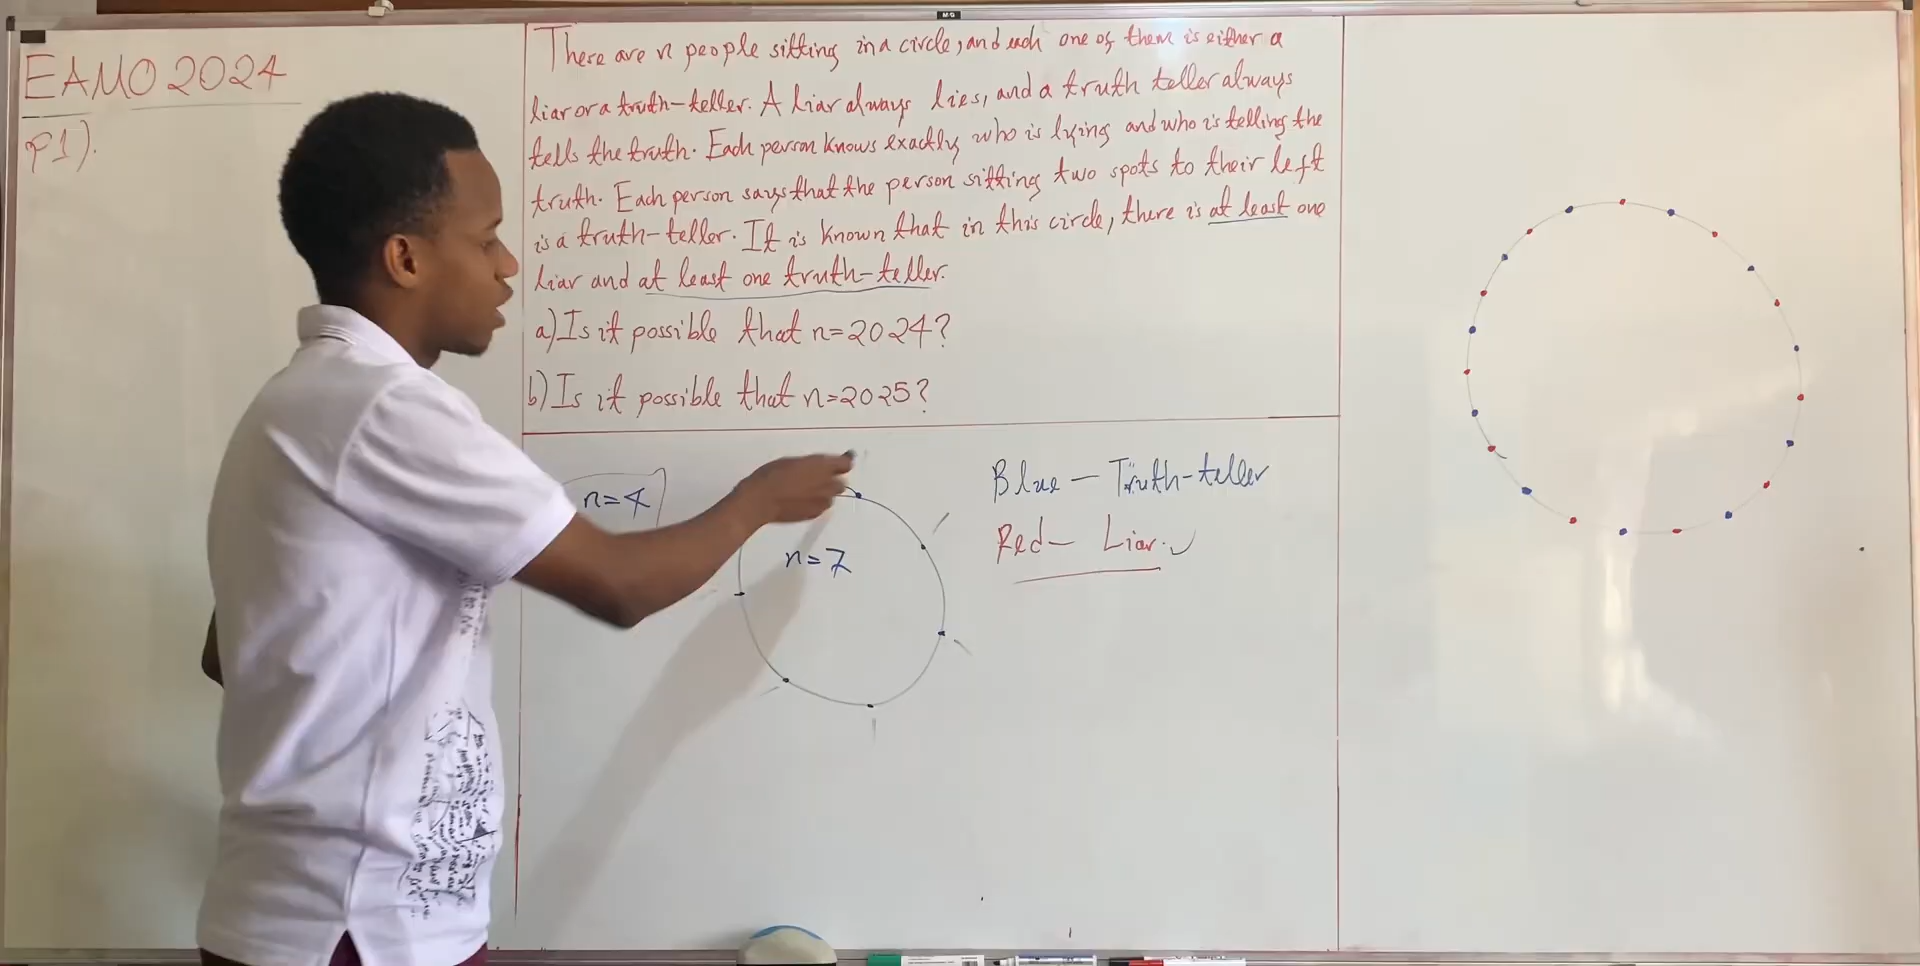 EAMO 2024
P1).
There are n people sitting in a circle, and each one of them is either a
liar or a truth-teller. A liar always lies, and a truth teller always
tells the truth. Each person knows exactly who is lying and who is telling the
truth. Each person says that the person sitting two spots to their left
is a truth-teller. It is known that in this circle, there is at least one
liar and at least one truth-teller.
a) Is it possible that n=2024?
b) Is it possible that n=2025?
n=4
n=7
Blue - Truth-teller
Red - Liar.